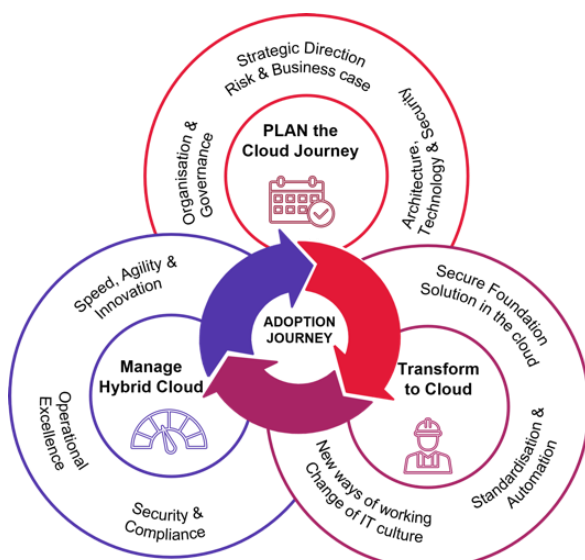 Strategic Direction
Risk & Business case
Organisation &
Governance
Architecture,
Technology & Security
PLAN the
Cloud Journey
ADOPTION
JOURNEY
Speed, Agility &
Innovation
Manage
Hybrid Cloud
Operational
Excellence
Security &
Compliance
Secure Foundation
Solution in the cloud
Transform
to Cloud
Standardisation &
Automation
New ways of working
Change of IT culture